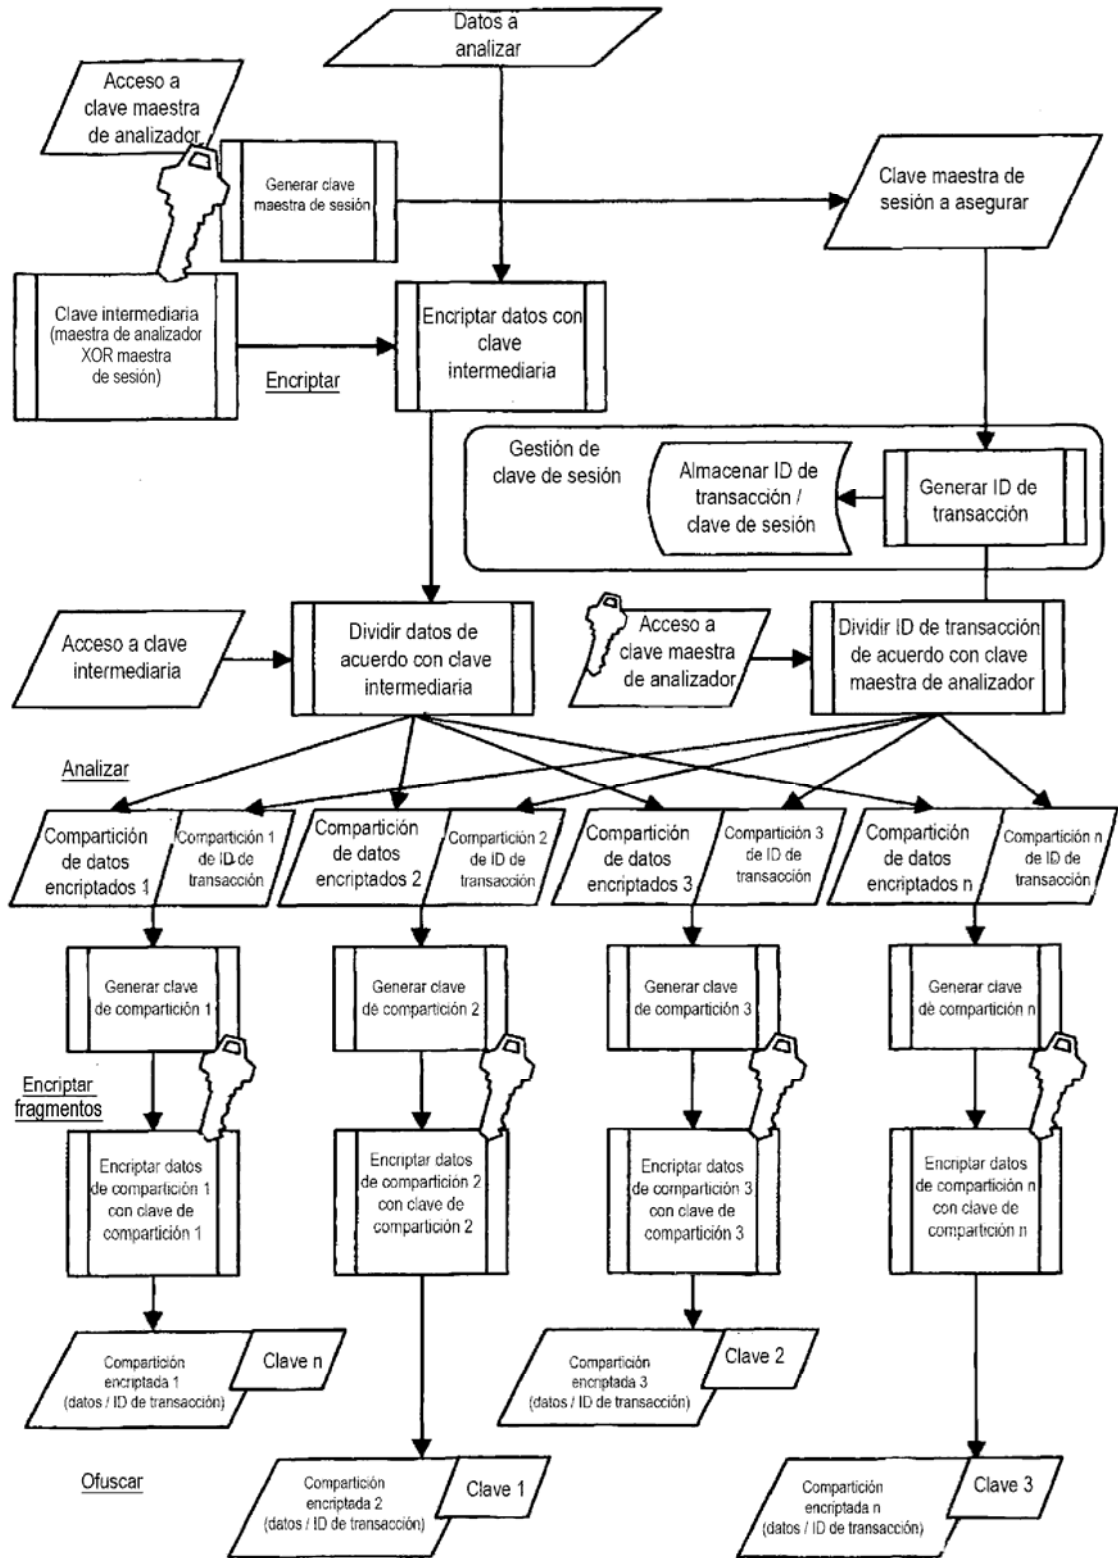 Datos a
analizar
Acceso a
clave maestra
de analizador
Generar clave
maestra de sesión
Clave maestra de
sesión a asegurar
Clave intermediaria
(maestra de analizador
XOR maestra
de sesión)
Encriptar
Encriptar datos con
clave
intermediaria
Gestión de
clave de sesión
Almacenar ID de
transacción /
clave de sesión
Generar ID de
transacción
Acceso a clave
intermediaria
Dividir datos de
acuerdo con clave
intermediaria
Acceso a
clave maestra
de analizador
Dividir ID de transacción
de acuerdo con clave
maestra de analizador
Analizar
Compartición
de datos
encriptados 1
Compartición 1
de ID de
transacción
Compartición
de datos
encriptados 2
Compartición 2
de ID de
transacción
Compartición
de datos
encriptados 3
Compartición 3
de ID de
transacción
Compartición
de datos
encriptados n
Compartición n
de ID de
transacción
Generar clave
de compartición 1
Generar clave
de compartición 2
Generar clave
de compartición 3
Generar clave
de compartición n
Encriptar
fragmentos
Encriptar datos
de compartición 1
con clave de
compartición 1
Encriptar datos
de compartición 2
con clave de
compartición 2
Encriptar datos
de compartición 3
con clave de
compartición 3
Encriptar datos
de compartición n
con clave de
compartición n
Compartición
encriptada 1
(datos / ID de transacción)
Clave n
Compartición
encriptada 3
(datos / ID de transacción)
Clave 2
Ofuscar
Compartición
encriptada 2
(datos / ID de transacción)
Clave 1
Compartición
encriptada n
(datos / ID de transacción)
Clave 3